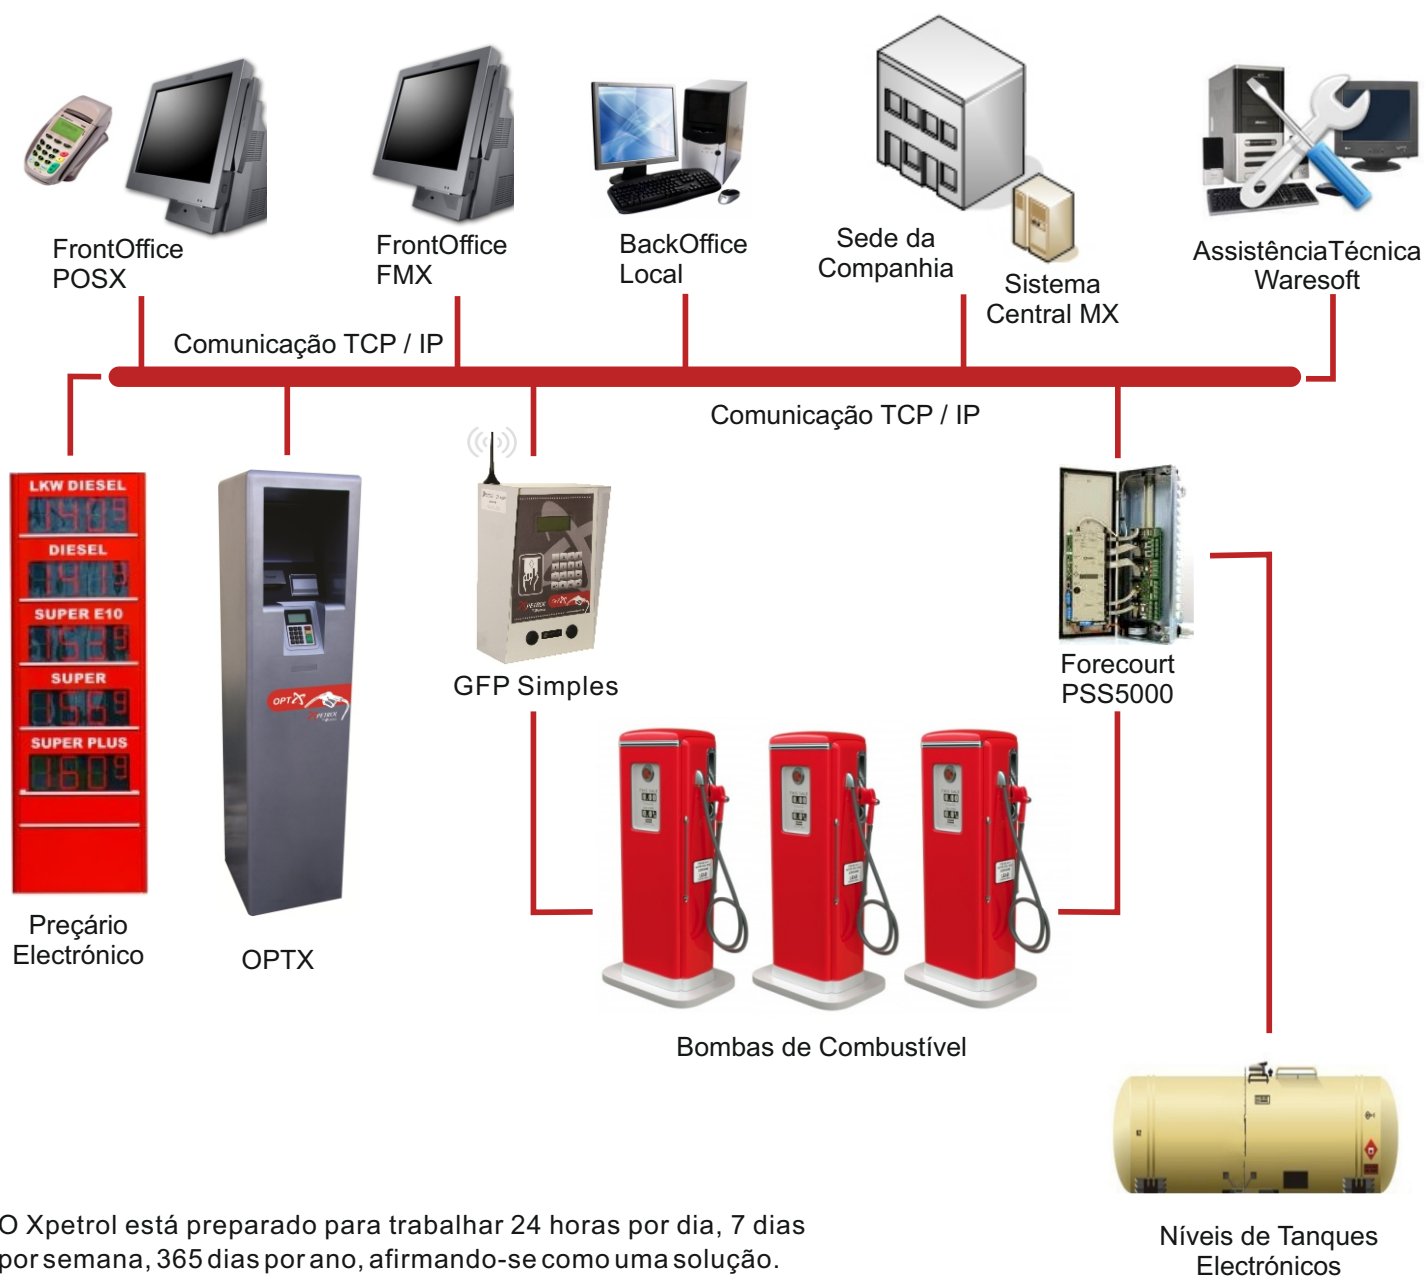 FrontOffice
POSX
FrontOffice
FMX
BackOffice
Local
Sede da
Companhia
Sistema
Central MX
AssistênciaTécnica
Waresoft
Comunicação TCP / IP
Comunicação TCP / IP
LKW DIESEL
DIESEL
SUPER E10
SUPER
SUPER PLUS
Preçário
Electrónico
OPTX
PETROL
OPTX
GFP Simples
Forecourt
PSS5000
Bombas de Combustível
Níveis de Tanques
Electrónicos
O Xpetrol está preparado para trabalhar 24 horas por dia, 7 dias
por semana, 365 dias por ano, afirmando-se como uma solução.